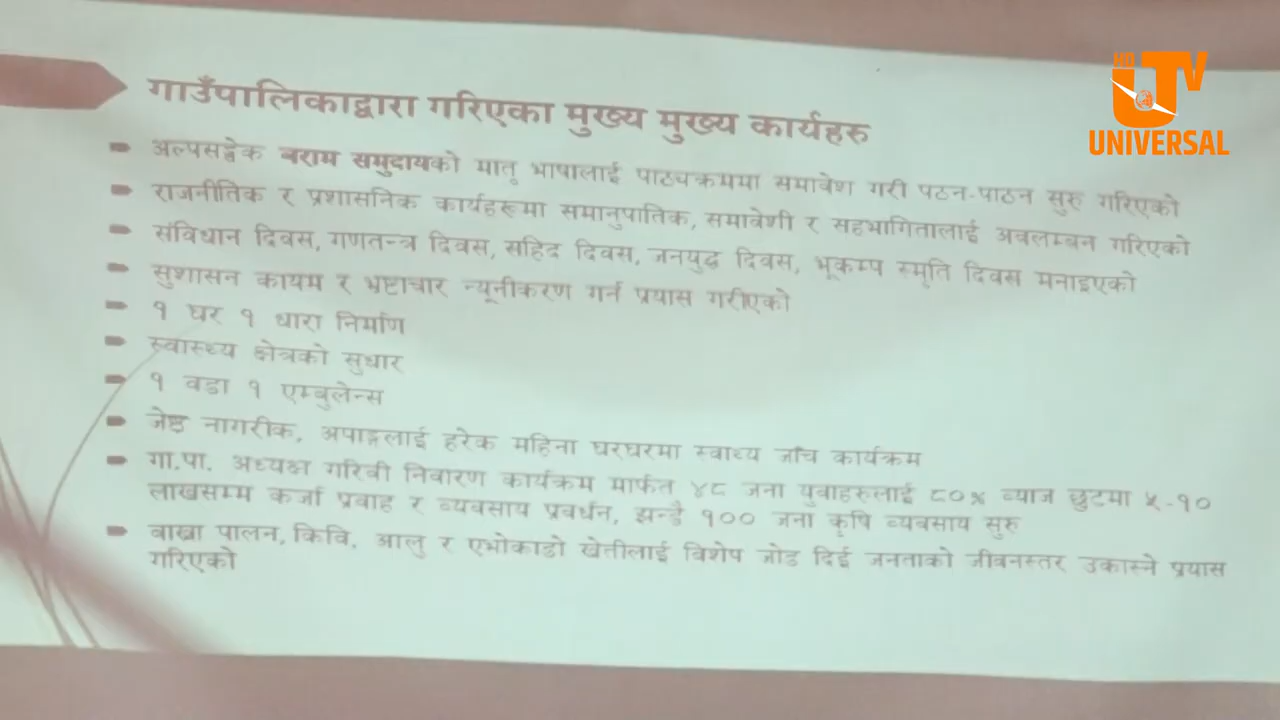 गाउँपालिकाद्वारा गरिएका मुख्य मुख्य कार्यहरु
अल्पसङ्ख्येक बराम समुदायको मातृ भाषालाई पाठ्यक्रममा समावेश गरी पठन-पाठन सुरु गरिएको
राजनीतिक र प्रशासनिक कार्यहरूमा समानुपातिक, समावेशी र सहभागितालाई अवलम्बन गरिएको
संविधान दिवस, गणतन्त्र दिवस, सहिद दिवस, जनयुद्ध दिवस, भूकम्प स्मृति दिवस मनाइएको
सुशासन कायम र भ्रष्टाचार न्यूनीकरण गर्न प्रयास गरीएको
१ घर १ धारा निर्माण
स्वास्थ्य क्षेत्रको सुधार
१ वडा १ एम्बुलेन्स
जेष्ठ नागरीक, अपाङ्गलाई हरेक महिना घरघरमा स्वाथ्य जाँच कार्यक्रम
गा.पा. अध्यक्ष गरिवी निवारण कार्यक्रम मार्फत ४८ जना युवाहरुलाई ८०% व्याज छुटमा ५-१०
लाखसम्म कर्जा प्रवाह र व्यवसाय प्रवर्धन, झन्डै १०० जना कृषि व्यवसाय सुरु
बाख्रा पालन, किवि, आलु र एभोकाडो खेतीलाई विशेष जोड दिई जनताको जीवनस्तर उकास्ने प्रयास
गरिएको
HD
UTV
UNIVERSAL